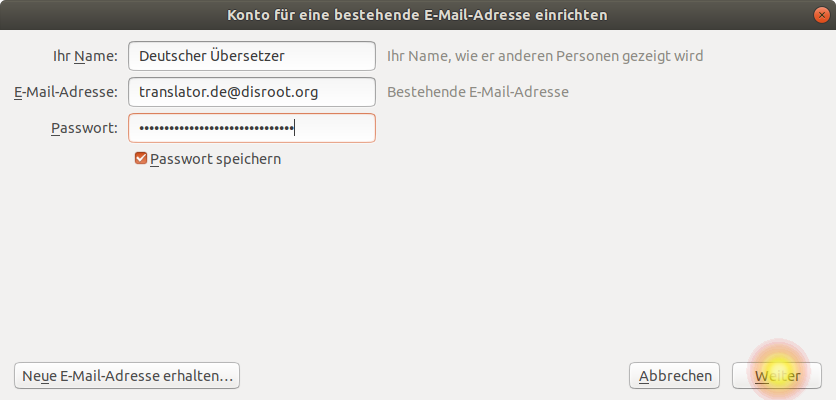 Konto für eine bestehende E-Mail-Adresse einrichten
Ihr Name: Deutscher Übersetzer Ihr Name, wie er anderen Personen gezeigt wird
E-Mail-Adresse: translator.de@disroot.org Bestehende E-Mail-Adresse
Passwort: •••••••••••••••••••••••••••••••
Passwort speichern
Neue E-Mail-Adresse erhalten… Abbrechen Weiter